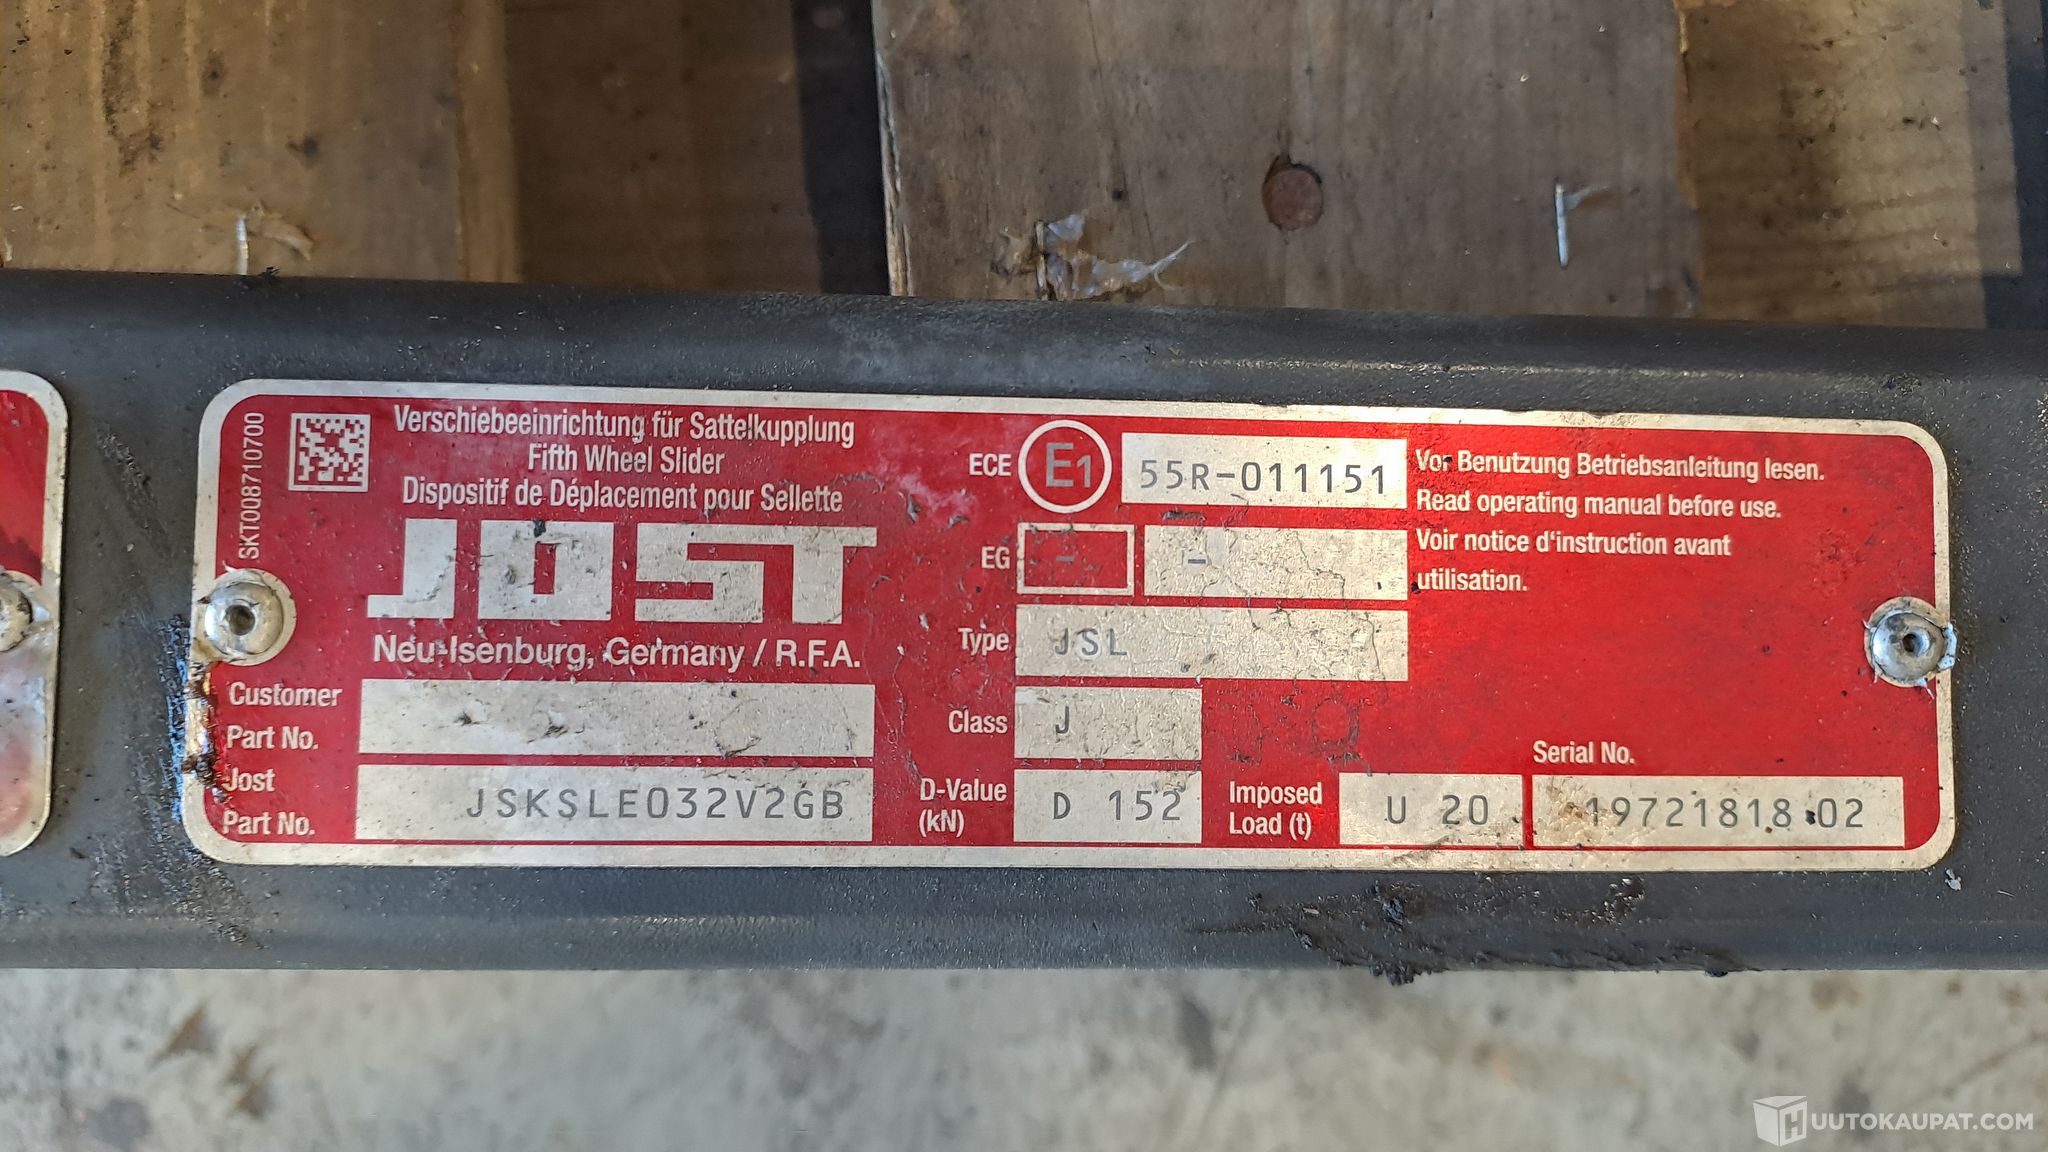 SKT008710700
Verschiebeeinrichtung für Sattelkupplung
Fifth Wheel Slider
Dispositif de Déplacement pour Sellette
JOST
Neu-Isenburg, Germany / R.F.A.
Customer
Part No.
Jost
Part No.
JSKSLE032V2GB
ECE E1 55R-011151
EG - -
Type JSL
Class J
D-Value
(kN)
D 152
Imposed
Load (t)
U 20
Vor Benutzung Betriebsanleitung lesen.
Read operating manual before use.
Voir notice d'instruction avant
utilisation.
Serial No.
19721818 02
HUUTOKAUPAT.COM